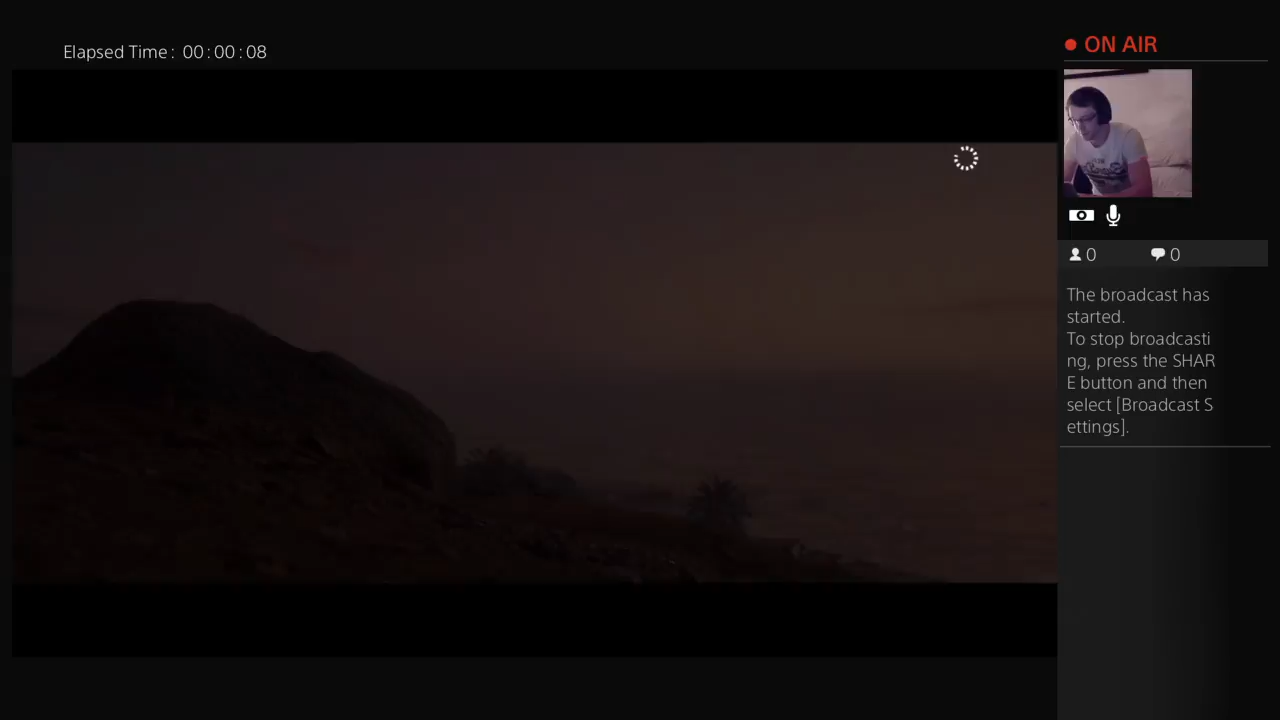 Elapsed Time: 00:00:08
ON AIR
0 0
The broadcast has
started.
To stop broadcasti
ng, press the SHAR
E button and then
select [Broadcast S
ettings].